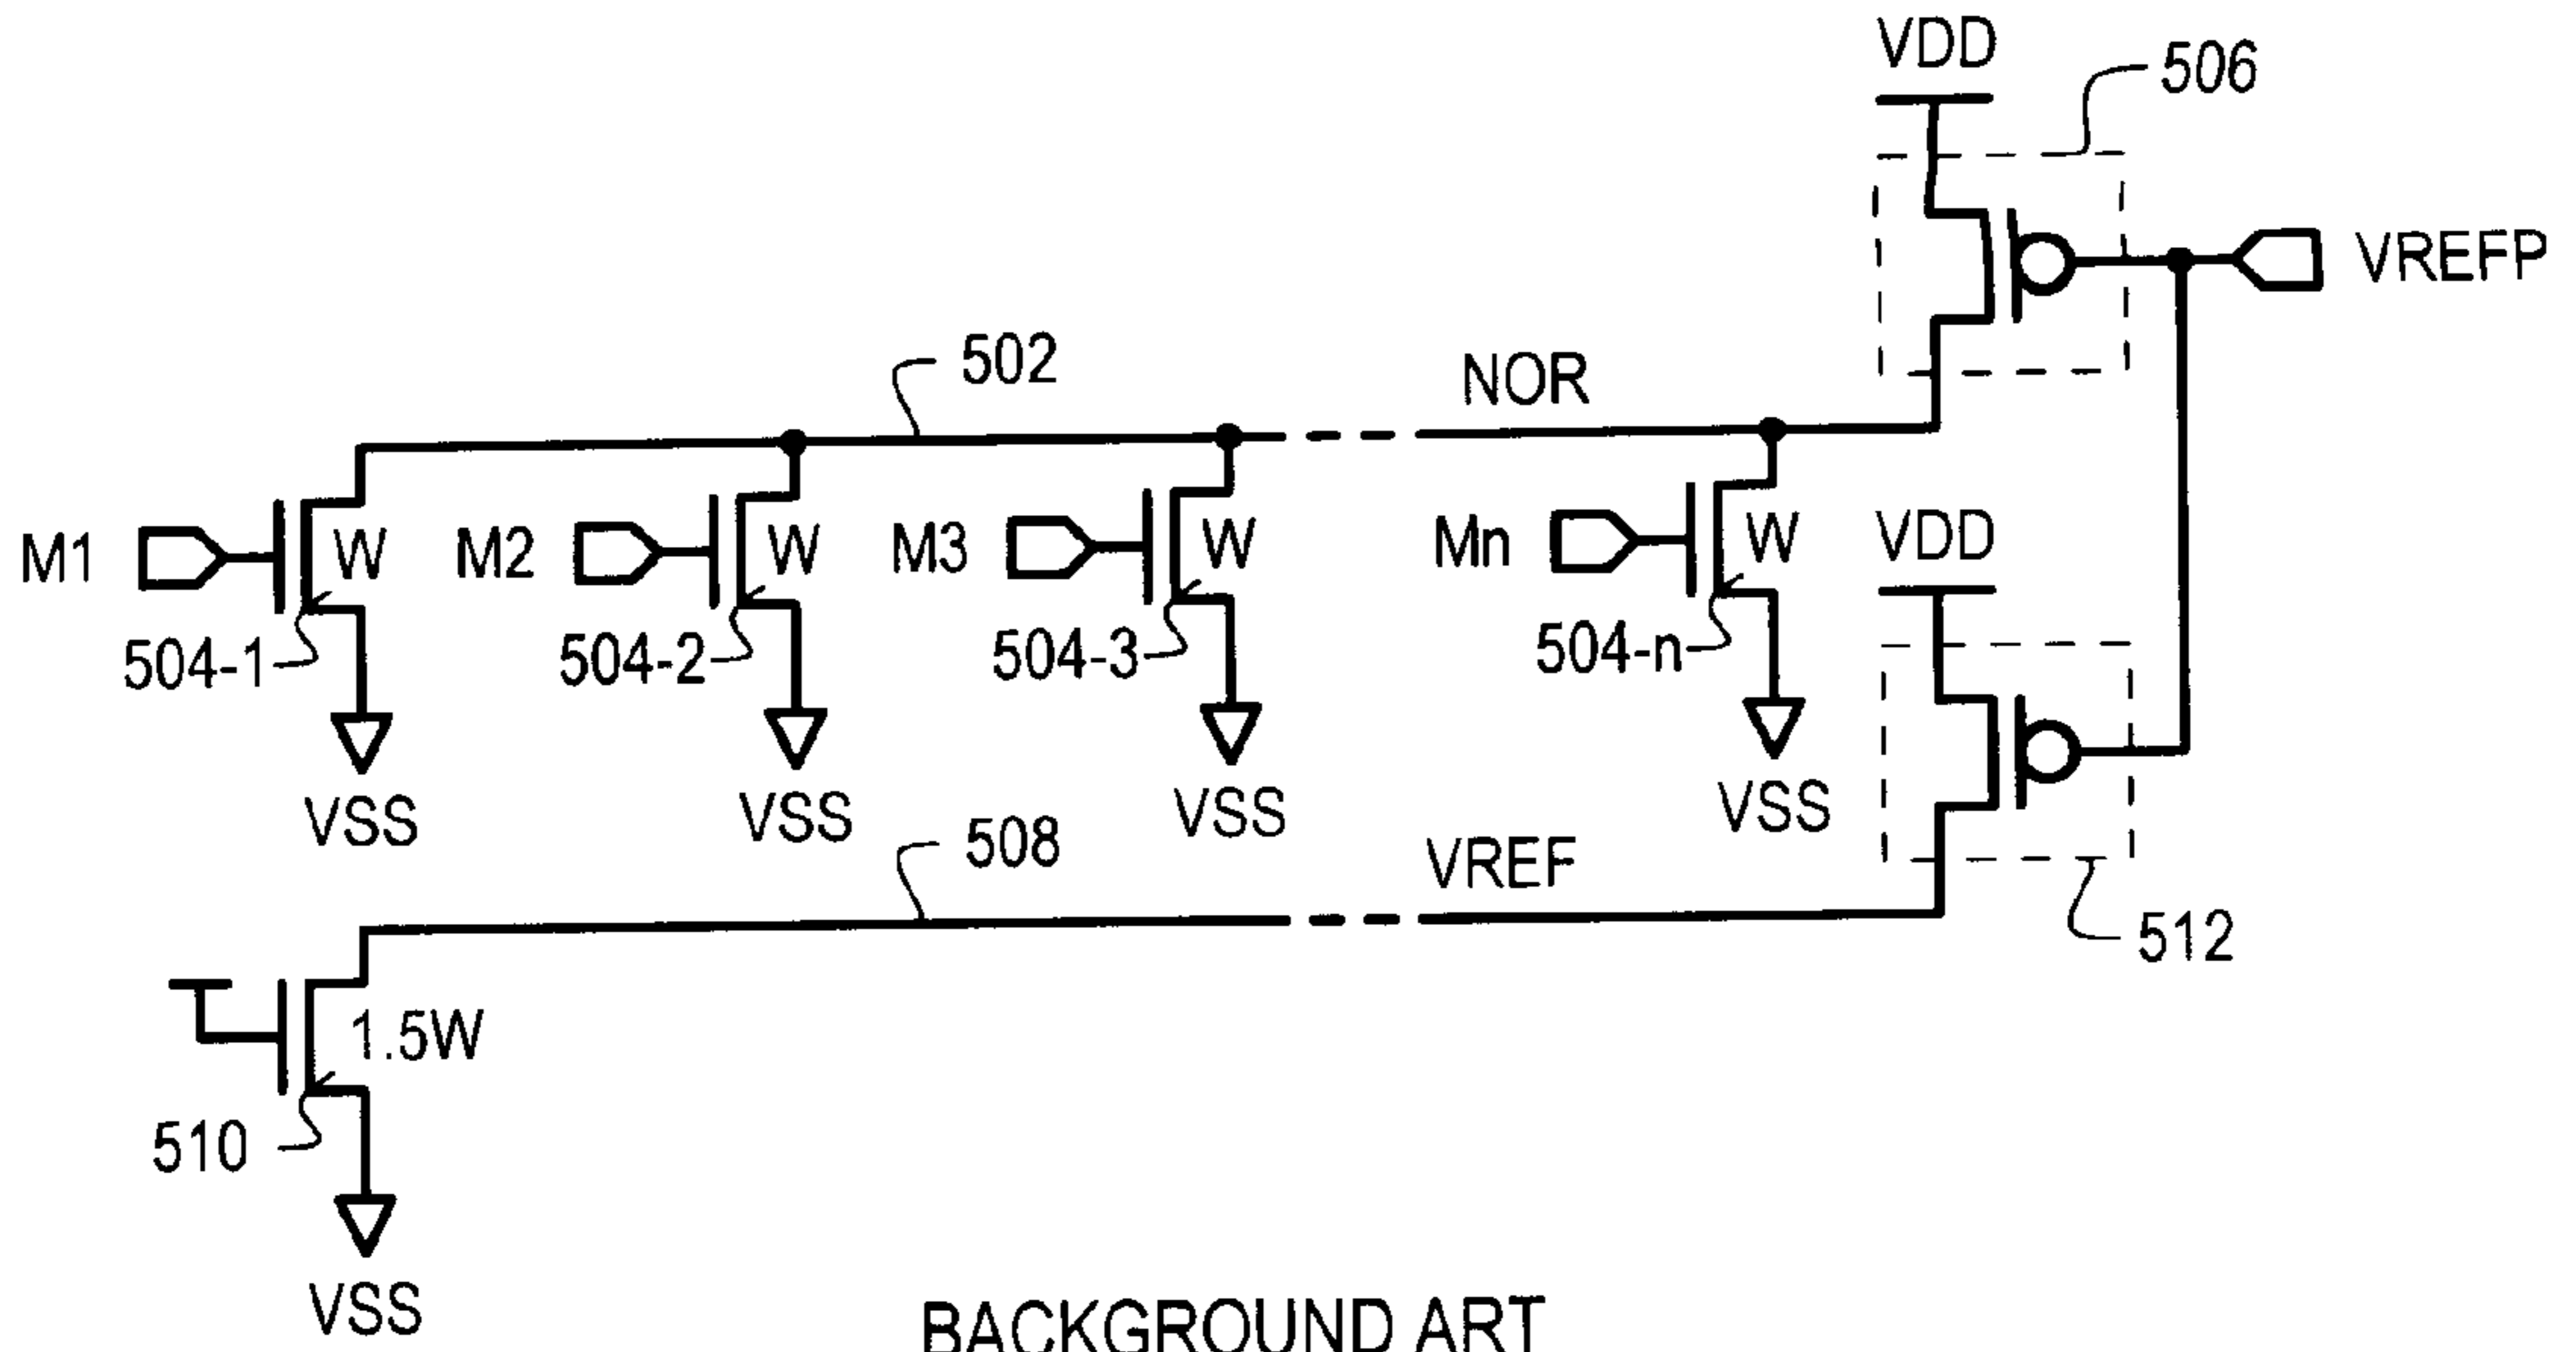 VDD
506
VREFP
502
NOR
M1
W
M2
W
M3
W
Mn
W
VDD
504-1
504-2
504-3
504-n
VSS
VSS
VSS
VSS
508
VREF
512
1.5W
510
VSS
BACKGROUND ART